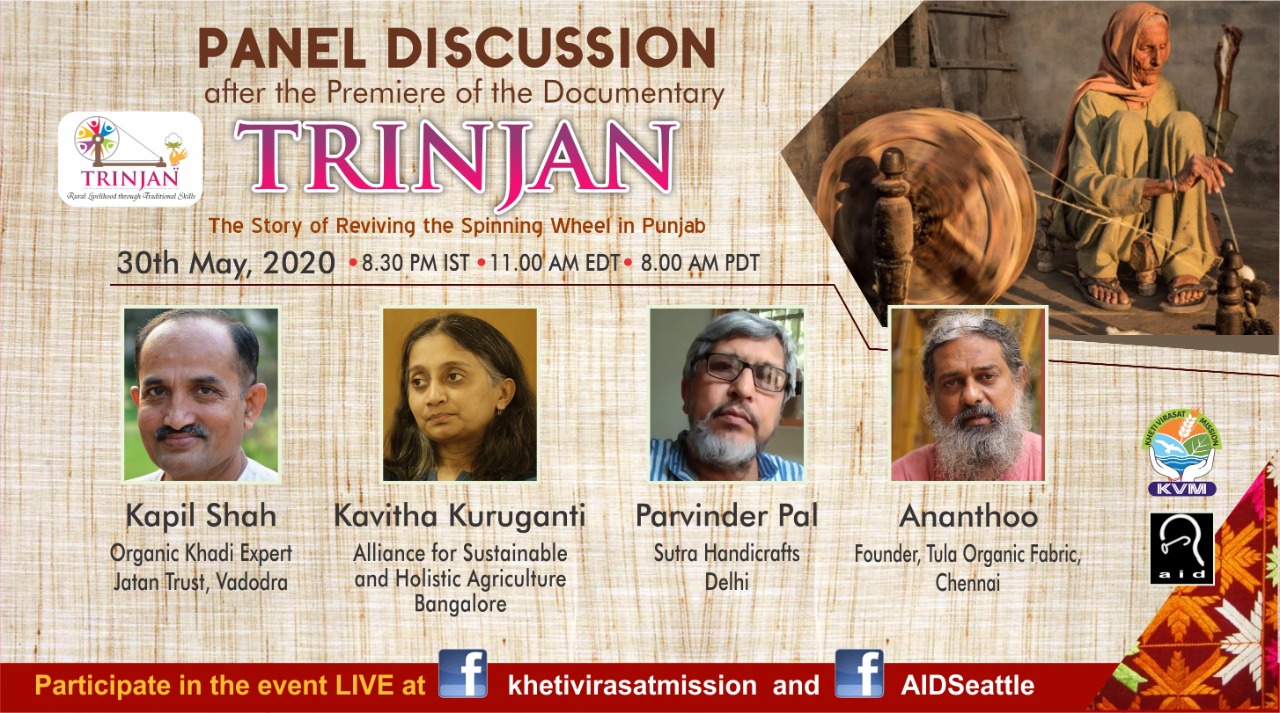 PANEL DISCUSSION
after the Premiere of the Documentary
TRINJAN
TRINJAN
Rural Livelihood through Traditional Skills
The Story of Reviving the Spinning Wheel in Punjab
30th May, 2020 • 8.30 PM IST • 11.00 AM EDT • 8.00 AM PDT
Kapil Shah
Organic Khadi Expert
Jatan Trust, Vadodra
Kavitha Kuruganti
Alliance for Sustainable
and Holistic Agriculture
Bangalore
Parvinder Pal
Sutra Handicrafts
Delhi
Ananthoo
Founder, Tula Organic Fabric,
Chennai
KHETI VIRASAT MISSION
KVM
aid
Participate in the event LIVE at f khetivirasatmission and f AIDSeattle